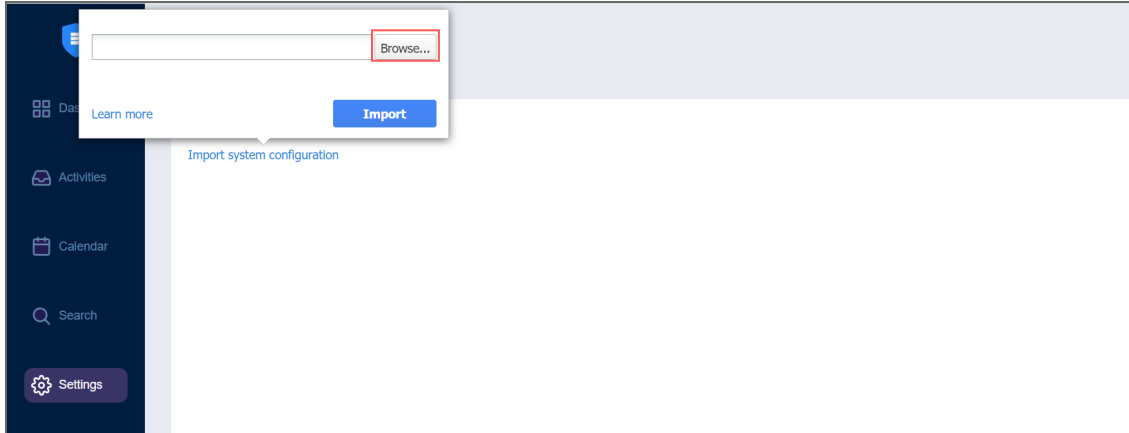 Browse...
Das
Learn more
Import
Import system configuration
Activities
Calendar
Search
Settings